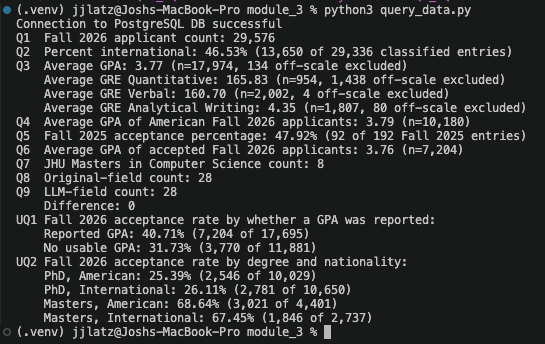 (.venv) jjlatz@Joshs-MacBook-Pro module_3 % python3 query_data.py
Connection to PostgreSQL DB successful
Q1  Fall 2026 applicant count: 29,576
Q2  Percent international: 46.53% (13,650 of 29,336 classified entries)
Q3  Average GPA: 3.77 (n=17,974, 134 off-scale excluded)
    Average GRE Quantitative: 165.83 (n=954, 1,438 off-scale excluded)
    Average GRE Verbal: 160.70 (n=2,002, 4 off-scale excluded)
    Average GRE Analytical Writing: 4.35 (n=1,807, 80 off-scale excluded)
Q4  Average GPA of American Fall 2026 applicants: 3.79 (n=10,180)
Q5  Fall 2025 acceptance percentage: 47.92% (92 of 192 Fall 2025 entries)
Q6  Average GPA of accepted Fall 2026 applicants: 3.76 (n=7,204)
Q7  JHU Masters in Computer Science count: 8
Q8  Original-field count: 28
Q9  LLM-field count: 28
    Difference: 0
UQ1 Fall 2026 acceptance rate by whether a GPA was reported:
    Reported GPA: 40.71% (7,204 of 17,695)
    No usable GPA: 31.73% (3,770 of 11,881)
UQ2 Fall 2026 acceptance rate by degree and nationality:
    PhD, American: 25.39% (2,546 of 10,029)
    PhD, International: 26.11% (2,781 of 10,650)
    Masters, American: 68.64% (3,021 of 4,401)
    Masters, International: 67.45% (1,846 of 2,737)
(.venv) jjlatz@Joshs-MacBook-Pro module_3 %